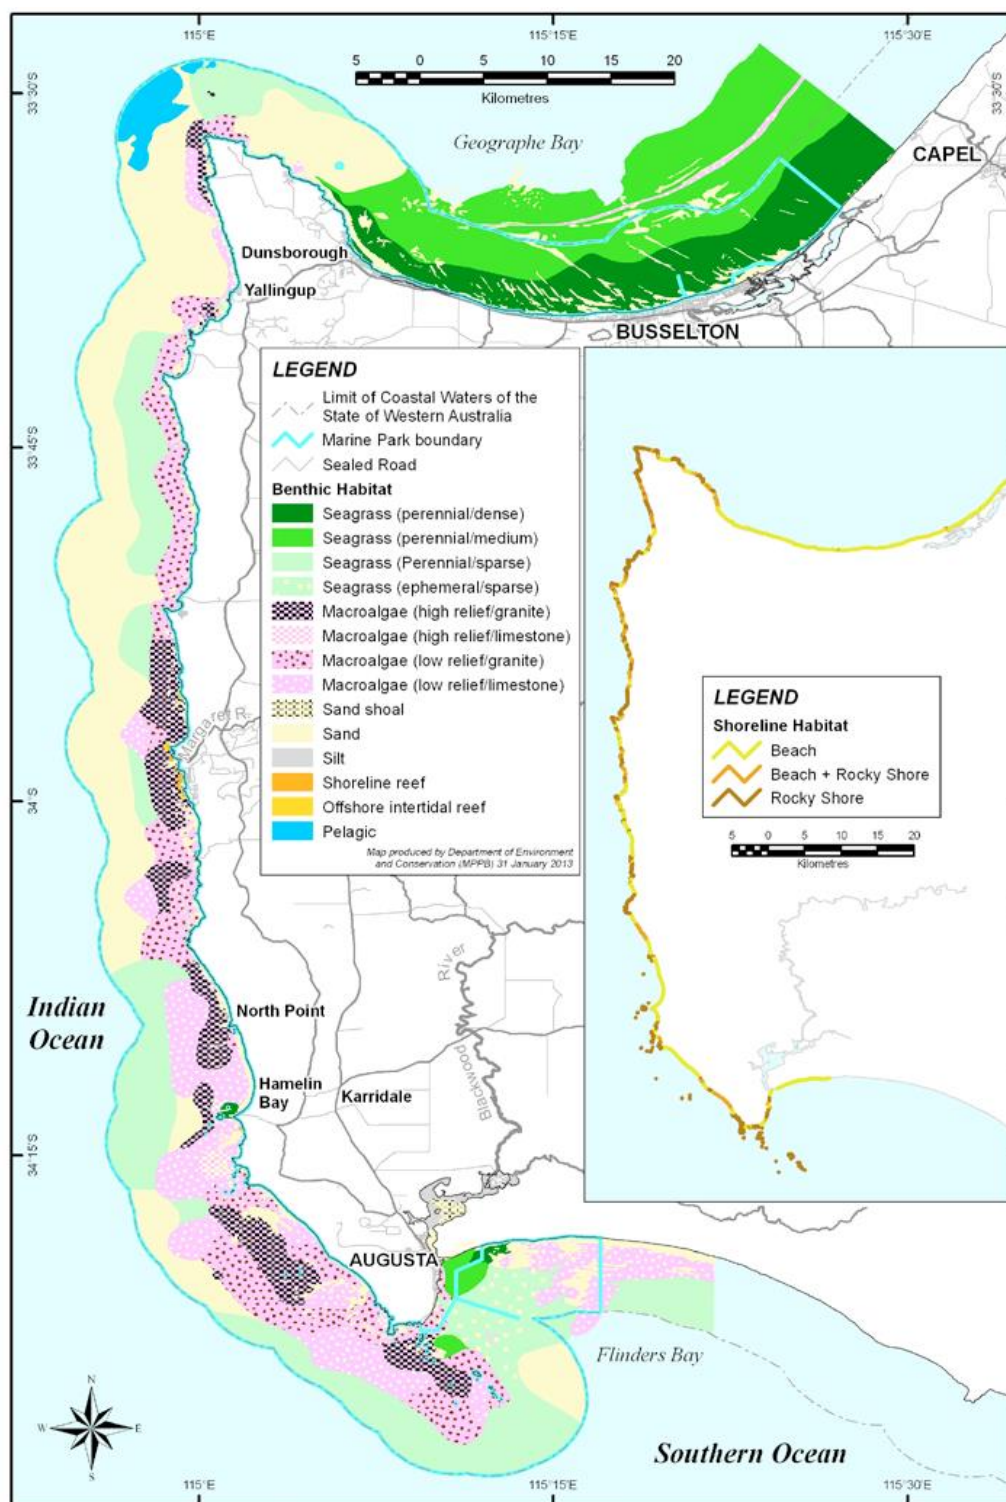 115°E
115°15'E
115°30'E
5 0 5 10 15 20
Kilometres
33°30'S
33°30'S
Geographe Bay
CAPEL
Dunsborough
Yallingup
BUSSELTON
LEGEND
Limit of Coastal Waters of the
State of Western Australia
Marine Park boundary
Sealed Road
Benthic Habitat
Seagrass (perennial/dense)
Seagrass (perennial/medium)
Seagrass (Perennial/sparse)
Seagrass (ephemeral/sparse)
Macroalgae (high relief/granite)
Macroalgae (high relief/limestone)
Macroalgae (low relief/granite)
Macroalgae (low relief/limestone)
Sand shoal
Sand
Silt
Shoreline reef
Offshore intertidal reef
Pelagic
Map produced by Department of Environment
and Conservation (MPPB) 31 January 2013
33°45'S
Margaret R.
34°S
LEGEND
Shoreline Habitat
Beach
Beach + Rocky Shore
Rocky Shore
5 0 5 10 15 20
Kilometres
Indian
Ocean
North Point
Hamelin
Bay
Karridale
Blackwood River
34°15'S
AUGUSTA
Flinders Bay
Southern Ocean
N
W E
S
115°E
115°15'E
115°30'E